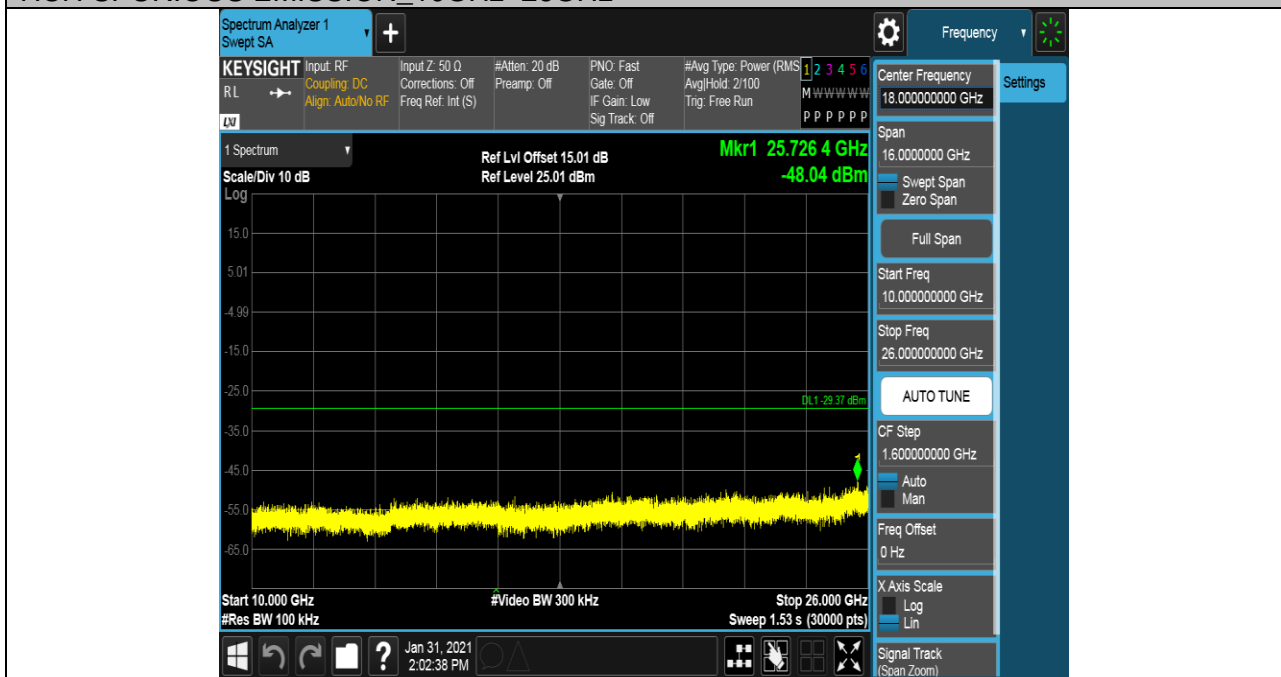 Spectrum Analyzer 1
Swept SA
+
Frequency
KEYSIGHT
RL
LXI
Input: RF
Coupling: DC
Align: Auto/No RF
Input Z: 50 Ω
Corrections: Off
Freq Ref: Int (S)
#Atten: 20 dB
Preamp: Off
PNO: Fast
Gate: Off
IF Gain: Low
Sig Track: Off
#Avg Type: Power (RMS
Avg|Hold: 2/100
Trig: Free Run
1 2 3 4 5 6
M W W W W W
P P P P P P
1 Spectrum
Scale/Div 10 dB
Log
Ref Lvl Offset 15.01 dB
Ref Level 25.01 dBm
Mkr1 25.726 4 GHz
-48.04 dBm
15.0
5.01
-4.99
-15.0
-25.0
DL1 -29.37 dBm
-35.0
-45.0
1
-55.0
-65.0
Start 10.000 GHz
#Res BW 100 kHz
#Video BW 300 kHz
Stop 26.000 GHz
Sweep 1.53 s (30000 pts)
Center Frequency
18.000000000 GHz
Settings
Span
16.0000000 GHz
Swept Span
Zero Span
Full Span
Start Freq
10.000000000 GHz
Stop Freq
26.000000000 GHz
AUTO TUNE
CF Step
1.600000000 GHz
Auto
Man
Freq Offset
0 Hz
X Axis Scale
Log
Lin
Signal Track
(Span Zoom)
?
Jan 31, 2021
2:02:38 PM